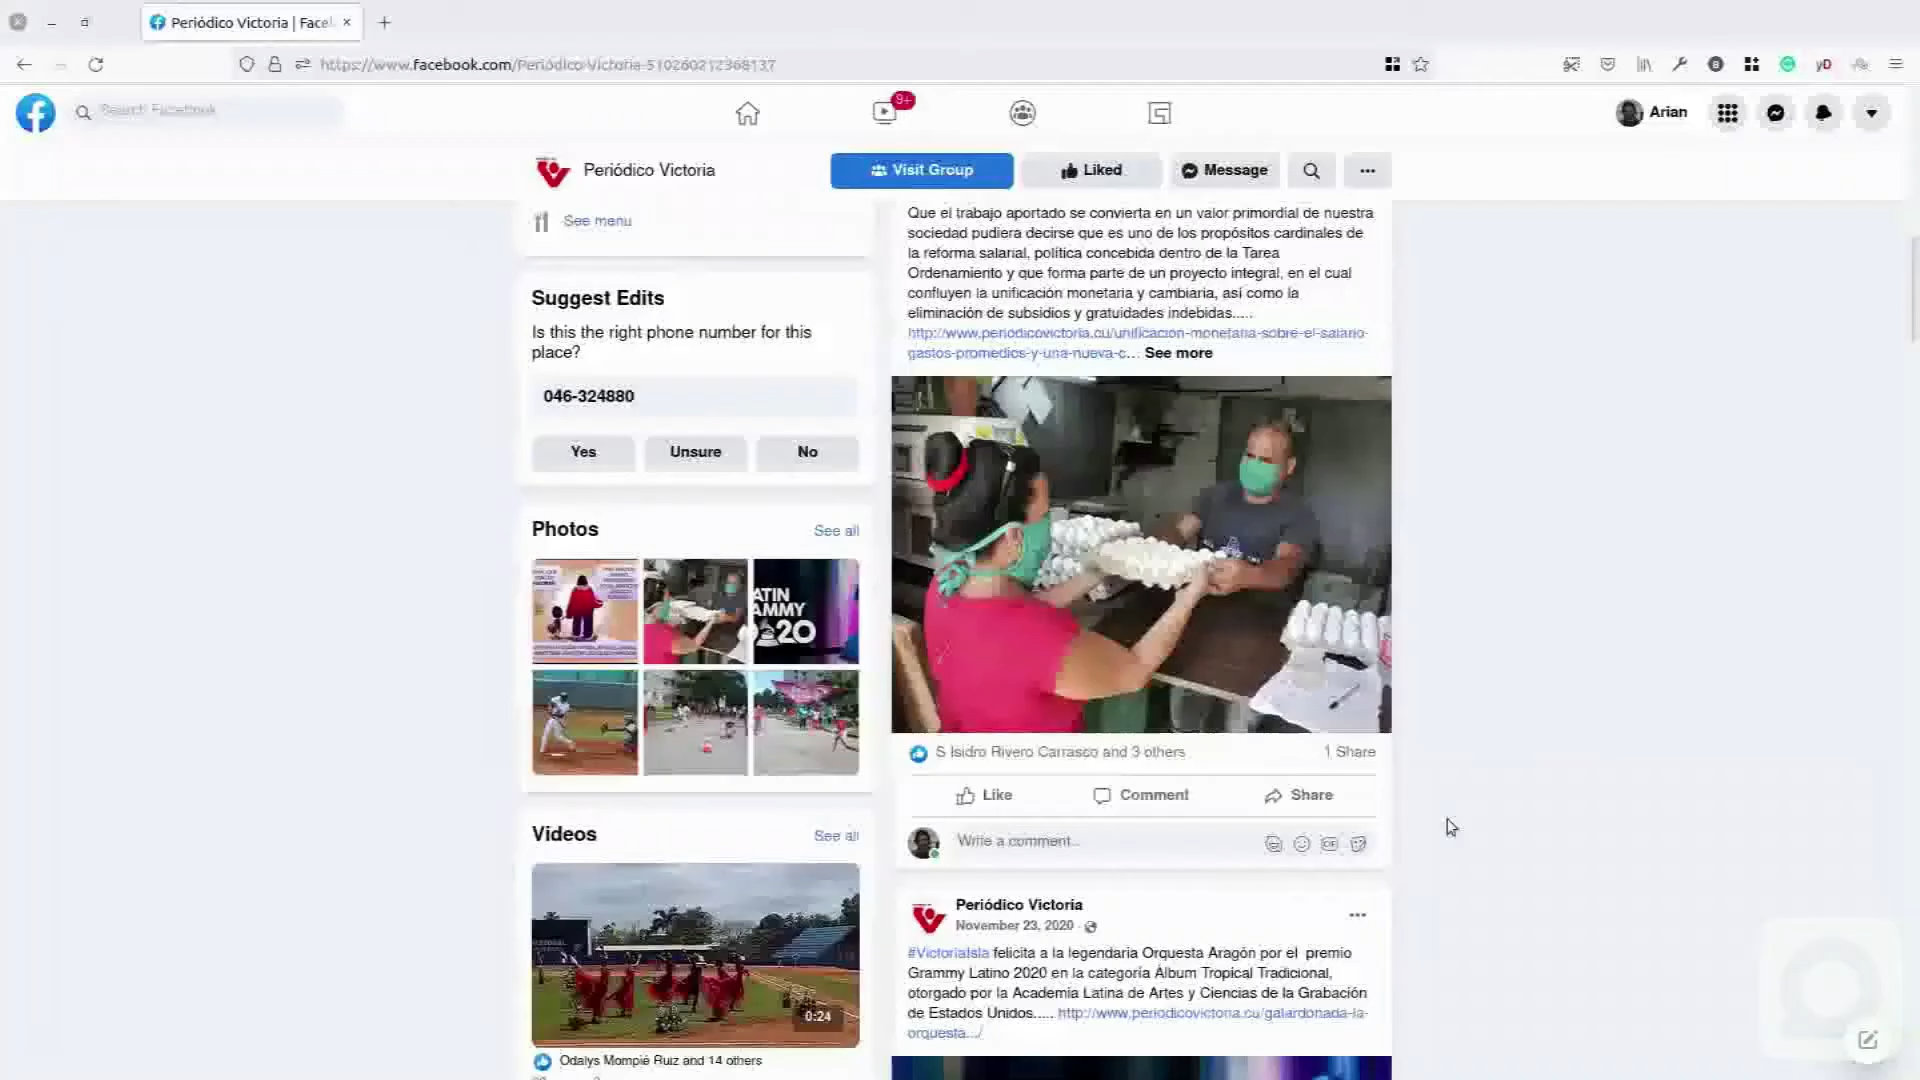 Periódico Victoria | Face
https://www.facebook.com/Periódico-Victoria-510260212368137
Search Facebook
9+
Arian
Periódico Victoria
Visit Group
Liked
Message
See menu
Suggest Edits
Is this the right phone number for this
place?
046-324880
Yes
Unsure
No
Photos
See all
ATIN
AMMY
2020
Videos
See all
0:24
Odalys Mompié Ruiz and 14 others
Que el trabajo aportado se convierta en un valor primordial de nuestra
sociedad pudiera decirse que es uno de los propósitos cardinales de
la reforma salarial, política concebida dentro de la Tarea
Ordenamiento y que forma parte de un proyecto integral, en el cual
confluyen la unificación monetaria y cambiaria, así como la
eliminación de subsidios y gratuidades indebidas.....
http://www.periodicovictoria.cu/unificacion-monetaria-sobre-el-salario-
gastos-promedios-y-una-nueva-c... See more
S Isidro Rivero Carrasco and 3 others
1 Share
Like
Comment
Share
Write a comment...
GIF
Periódico Victoria
November 23, 2020
#VictoriaIsla felicita a la legendaria Orquesta Aragón por el premio
Grammy Latino 2020 en la categoría Álbum Tropical Tradicional,
otorgado por la Academia Latina de Artes y Ciencias de la Grabación
de Estados Unidos..... http://www.periodicovictoria.cu/galardonada-la-
orquesta.../